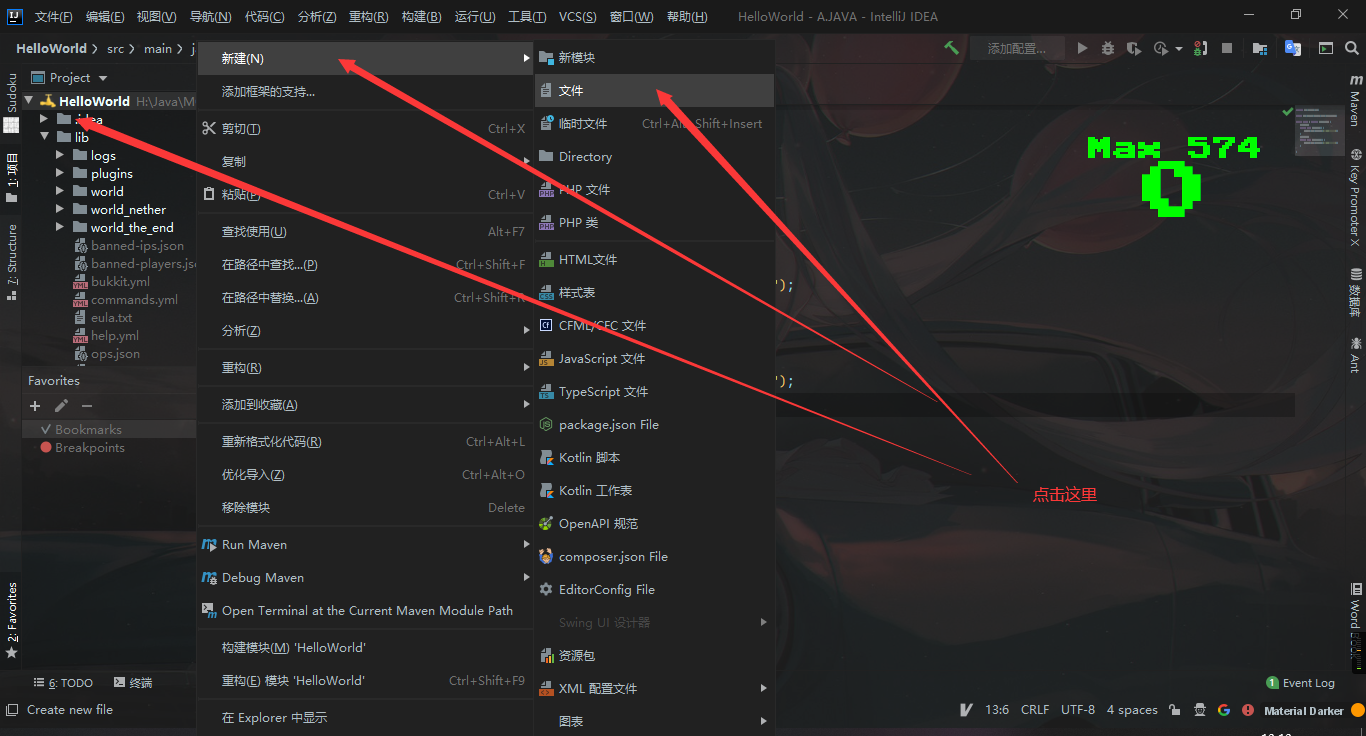 IJ 文件(F) 编辑(E) 视图(V) 导航(N) 代码(C) 分析(Z) 重构(R) 构建(B) 运行(U) 工具(T) VCS(S) 窗口(W) 帮助(H) HelloWorld - A.JAVA - IntelliJ IDEA
HelloWorld > src > main > j
添加配置...
Project
HelloWorld H:\Java\M
.idea
lib
logs
plugins
world
world_nether
world_the_end
banned-ips.json
banned-players.jso
bukkit.yml
commands.yml
eula.txt
help.yml
ops.json
Favorites
Bookmarks
Breakpoints
Sudoku
1: 项目
7: Structure
2: Favorites
新建(N)
添加框架的支持...
剪切(T) Ctrl+X
复制
粘贴(P) Ctrl+V
查找使用(U) Alt+F7
在路径中查找...(P) Ctrl+Shift+F
在路径中替换...(A) Ctrl+Shift+R
分析(Z)
重构(R)
添加到收藏(A)
重新格式化代码(R) Ctrl+Alt+L
优化导入(Z) Ctrl+Alt+O
移除模块 Delete
Run Maven
Debug Maven
Open Terminal at the Current Maven Module Path
构建模块(M) 'HelloWorld'
重构(E) 模块 'HelloWorld' Ctrl+Shift+F9
在 Explorer 中显示
新模块
文件
临时文件 Ctrl+Alt+Shift+Insert
Directory
PHP 文件
PHP 类
HTML文件
样式表
CFML/CFC 文件
JavaScript 文件
TypeScript 文件
package.json File
Kotlin 脚本
Kotlin 工作表
OpenAPI 规范
composer.json File
EditorConfig File
Swing UI 设计器
资源包
XML 配置文件
图表
Max 574
0
");
");
点击这里
Maven
Key Promoter X
数据库
Ant
Word
6: TODO 终端
Event Log
Create new file
13:6 CRLF UTF-8 4 spaces
Material Darker